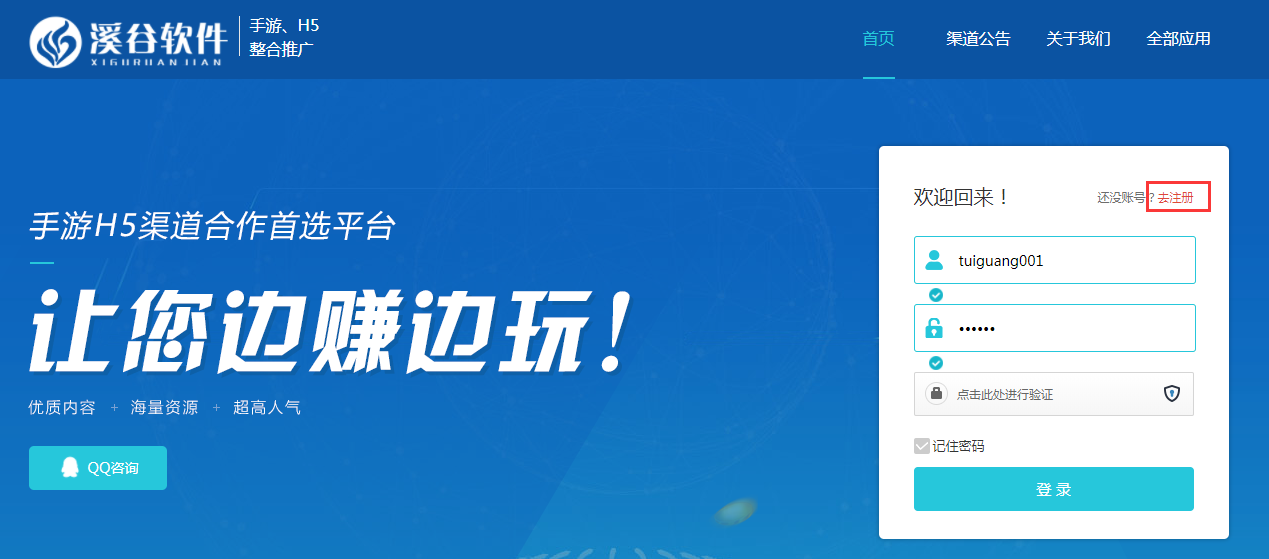 溪谷软件
XIGURUANJIAN
手游、H5
整合推广
首页
渠道公告
关于我们
全部应用
手游H5渠道合作首选平台
让您边赚边玩!
优质内容 + 海量资源 + 超高人气
QQ咨询
欢迎回来！
还没账号？去注册
tuiguang001
••••••
点击此处进行验证
记住密码
登 录